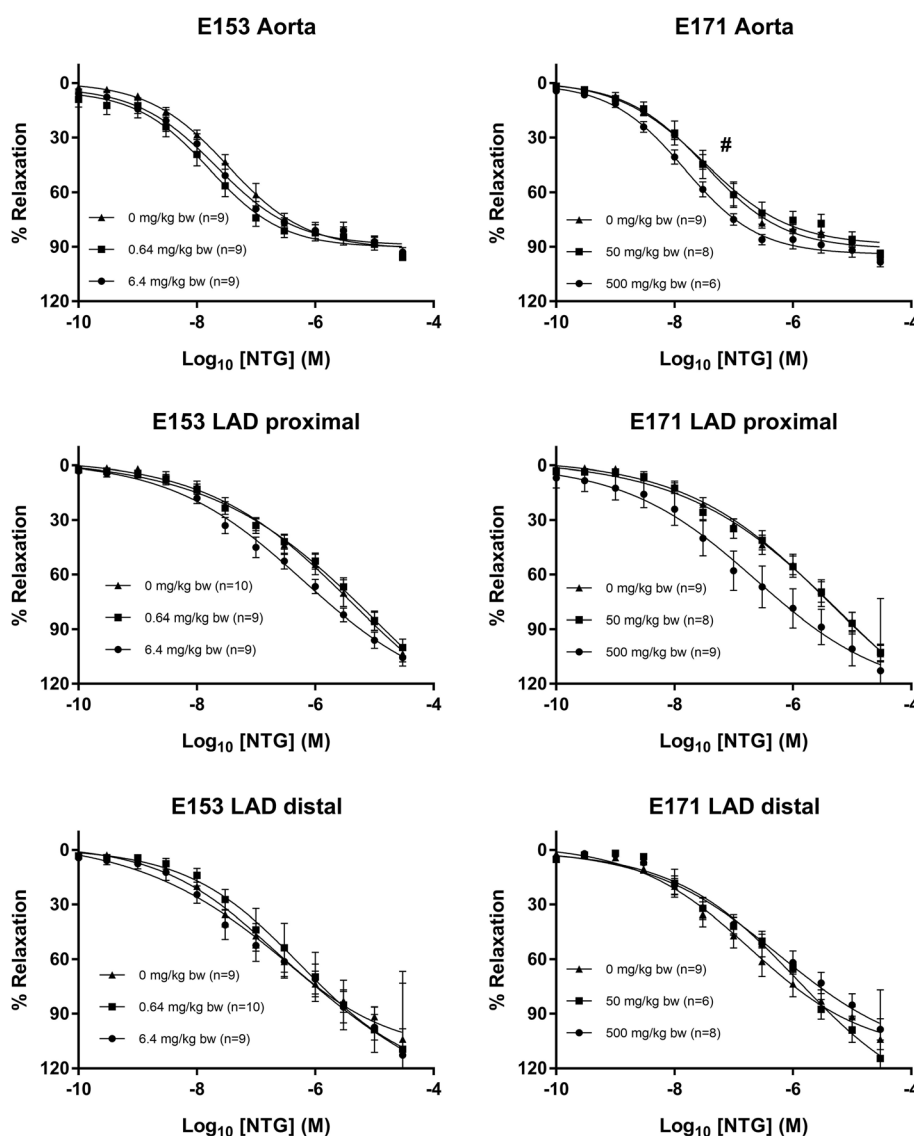 E153 Aorta
% Relaxation
0
30
60
90
120
0 mg/kg bw (n=9)
0.64 mg/kg bw (n=9)
6.4 mg/kg bw (n=9)
-10 -8 -6 -4
Log10 [NTG] (M)
E171 Aorta
% Relaxation
0
30
60
90
120
#
0 mg/kg bw (n=9)
50 mg/kg bw (n=8)
500 mg/kg bw (n=6)
-10 -8 -6 -4
Log10 [NTG] (M)
E153 LAD proximal
% Relaxation
0
30
60
90
120
0 mg/kg bw (n=10)
0.64 mg/kg bw (n=9)
6.4 mg/kg bw (n=9)
-10 -8 -6 -4
Log10 [NTG] (M)
E171 LAD proximal
% Relaxation
0
30
60
90
120
0 mg/kg bw (n=9)
50 mg/kg bw (n=8)
500 mg/kg bw (n=9)
-10 -8 -6 -4
Log10 [NTG] (M)
E153 LAD distal
% Relaxation
0
30
60
90
120
0 mg/kg bw (n=9)
0.64 mg/kg bw (n=10)
6.4 mg/kg bw (n=9)
-10 -8 -6 -4
Log10 [NTG] (M)
E171 LAD distal
% Relaxation
0
30
60
90
120
0 mg/kg bw (n=9)
50 mg/kg bw (n=6)
500 mg/kg bw (n=8)
-10 -8 -6 -4
Log10 [NTG] (M)